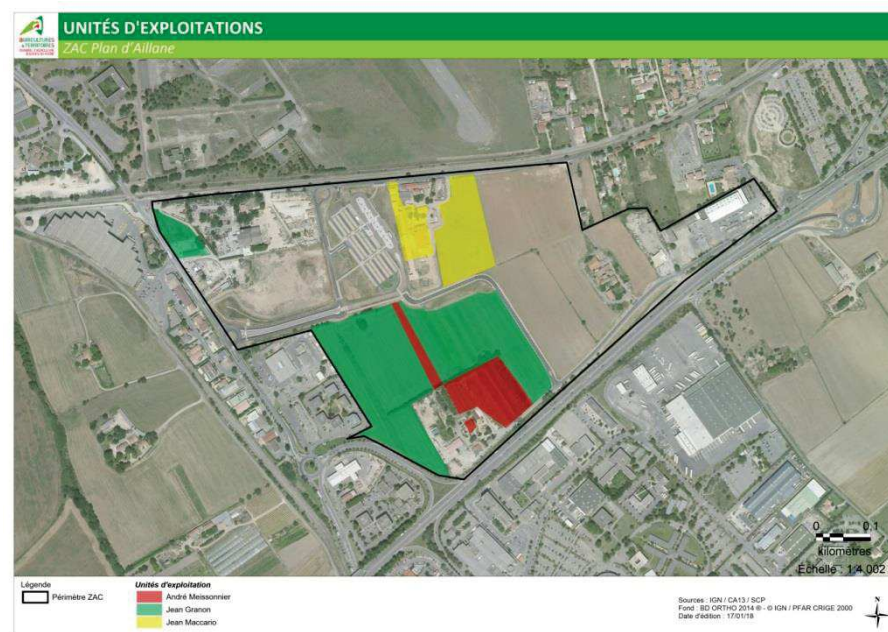 AGRICULTURES
& TERRITOIRES
UNITÉS D'EXPLOITATIONS
ZAC Plan d'Aillane
0 0,1
kilomètres
Échelle : 1:4 002
Légende
Périmètre ZAC
Unités d'exploitation
André Meissonnier
Jean Granon
Jean Maccario
Sources : IGN / CA13 / SCP
Fond : BD ORTHO 2014 ® - © IGN / PFAR CRIGE 2000
Date d'édition : 17/01/18
N